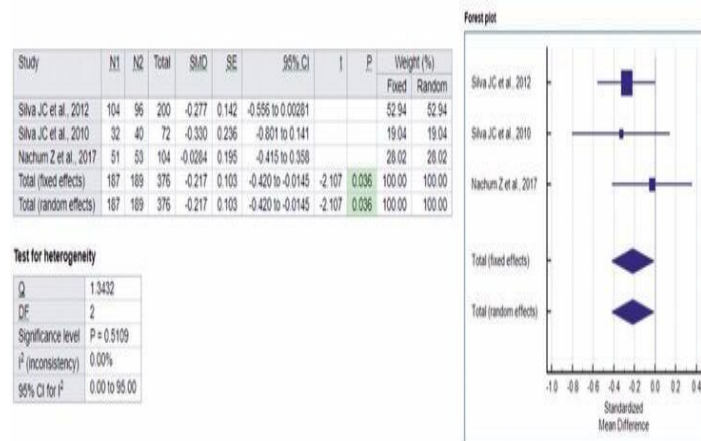 Study N1 N2 Total SMD SE 95% CI t P Weight (%)
Fixed Random
Silva JC et al., 2012 104 96 200 -0.277 0.142 -0.556 to 0.00281 52.94 52.94
Silva JC et al., 2010 32 40 72 -0.330 0.236 -0.801 to 0.141 19.04 19.04
Nachum Z et al., 2017 51 53 104 -0.0284 0.195 -0.415 to 0.358 28.02 28.02
Total (fixed effects) 187 189 376 -0.217 0.103 -0.420 to -0.0145 -2.107 0.036 100.00 100.00
Total (random effects) 187 189 376 -0.217 0.103 -0.420 to -0.0145 -2.107 0.036 100.00 100.00
Test for heterogeneity
Q 1.3432
DF 2
Significance level P = 0.5109
I² (inconsistency) 0.00%
95% CI for I² 0.00 to 95.00
Forest plot
Silva JC et al., 2012
Silva JC et al., 2010
Nachum Z et al., 2017
Total (fixed effects)
Total (random effects)
-1.0 -0.8 -0.6 -0.4 -0.2 0.0 0.2 0.4
Standardized
Mean Difference